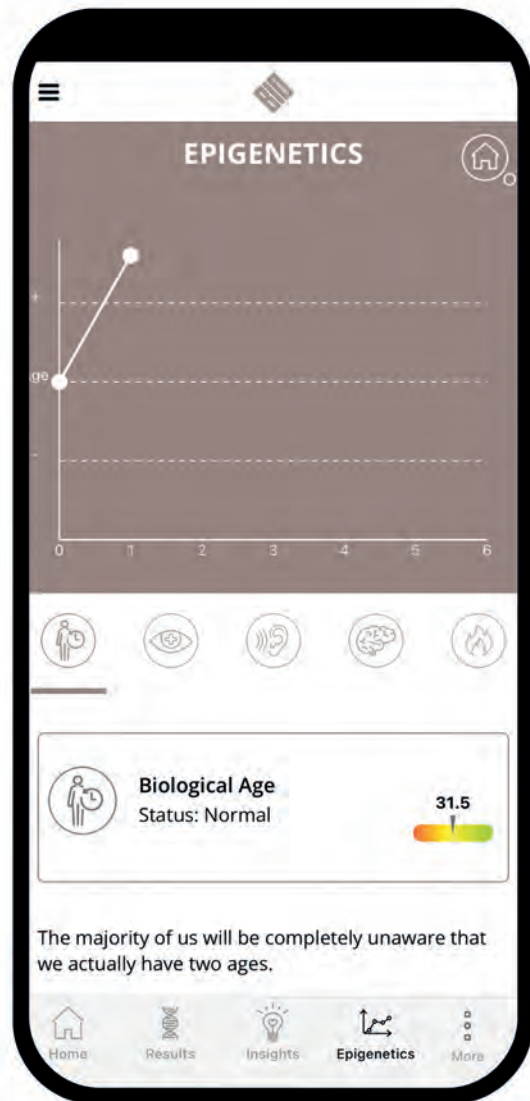 BIO
EPIGENETICS
+
ge
-
0 1 2 3 4 5 6
Biological Age
Status: Normal
31.5
The majority of us will be completely unaware that
we actually have two ages.
Home Results Insights Epigenetics More